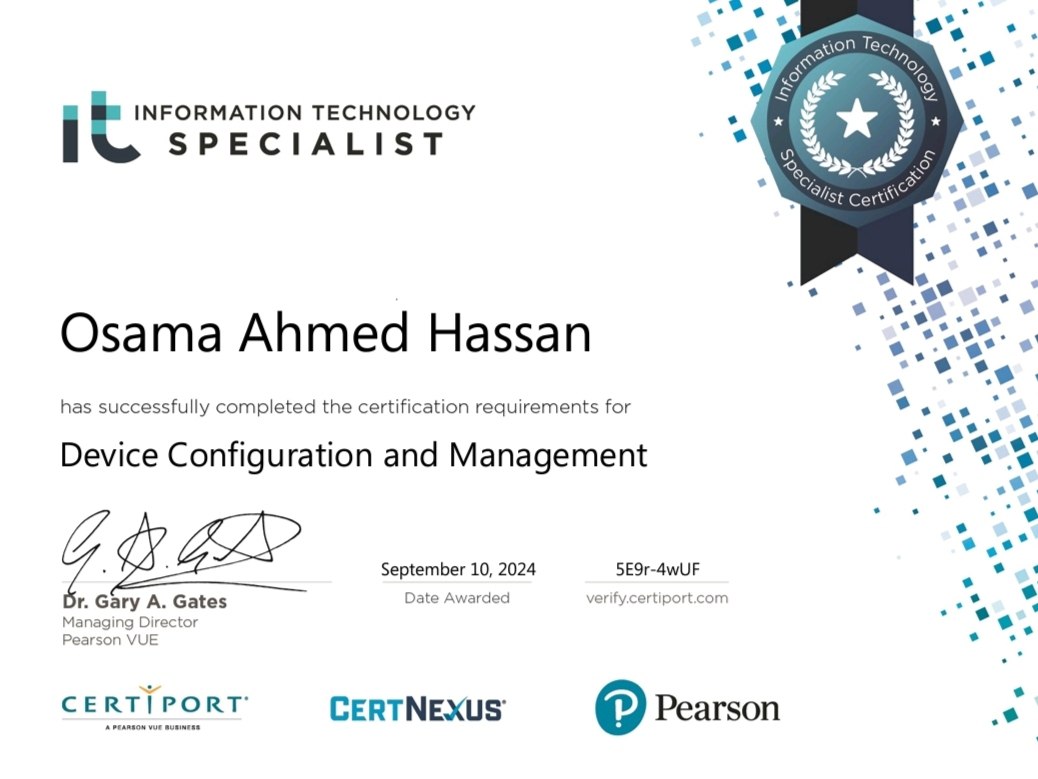 it INFORMATION TECHNOLOGY
SPECIALIST
Information Technology
Specialist Certification
Osama Ahmed Hassan
has successfully completed the certification requirements for
Device Configuration and Management
G. A. Gates
September 10, 2024
5E9r-4wUF
Dr. Gary A. Gates
Date Awarded
verify.certiport.com
Managing Director
Pearson VUE
CERTIPORT®
A PEARSON VUE BUSINESS
CERTNEXUS®
P Pearson